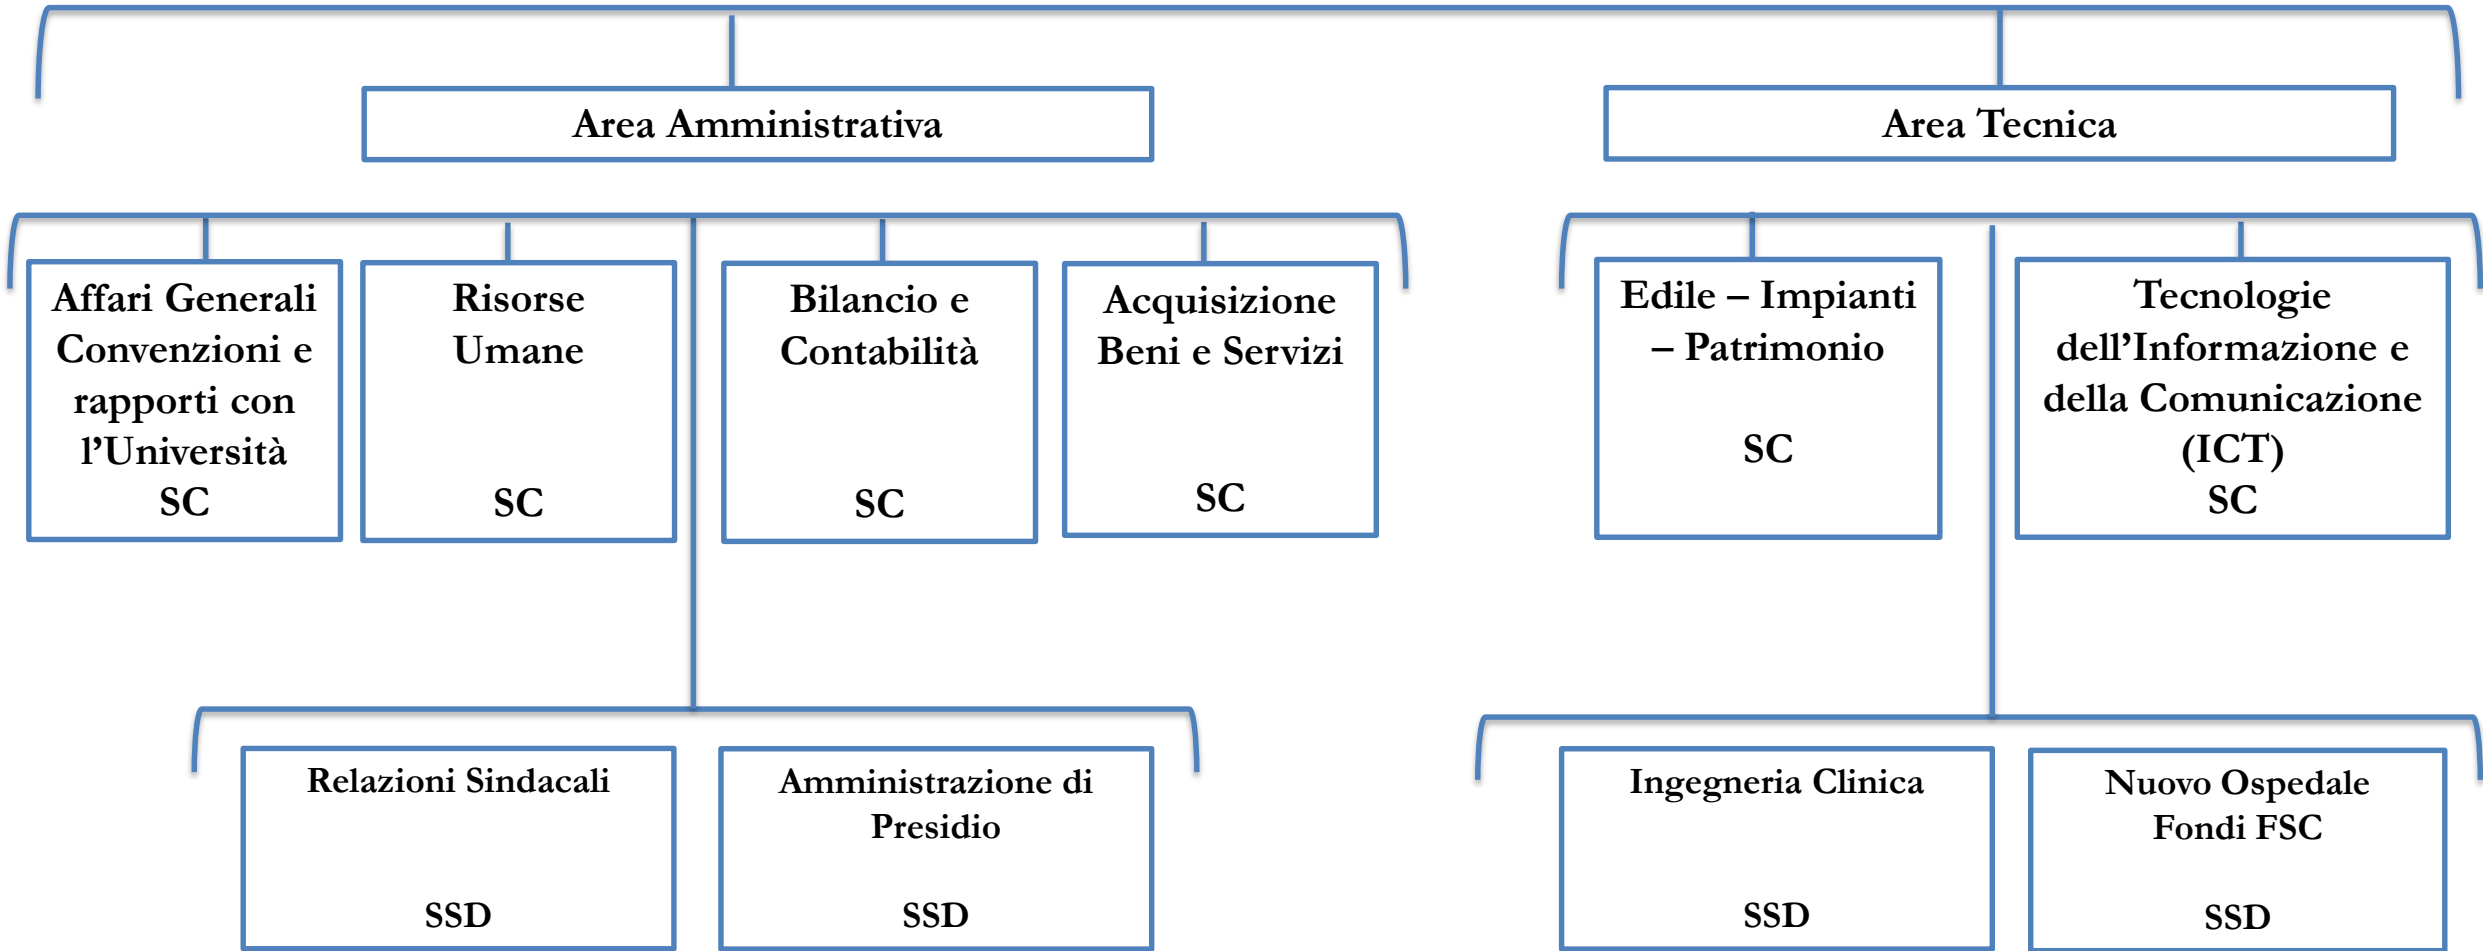 Area Amministrativa
Area Tecnica
Affari Generali
Convenzioni e
rapporti con
l’Università
SC
Risorse
Umane
SC
Bilancio e
Contabilità
SC
Acquisizione
Beni e Servizi
SC
Edile – Impianti
– Patrimonio
SC
Tecnologie
dell’Informazione e
della Comunicazione
(ICT)
SC
Relazioni Sindacali
SSD
Amministrazione di
Presidio
SSD
Ingegneria Clinica
SSD
Nuovo Ospedale
Fondi FSC
SSD